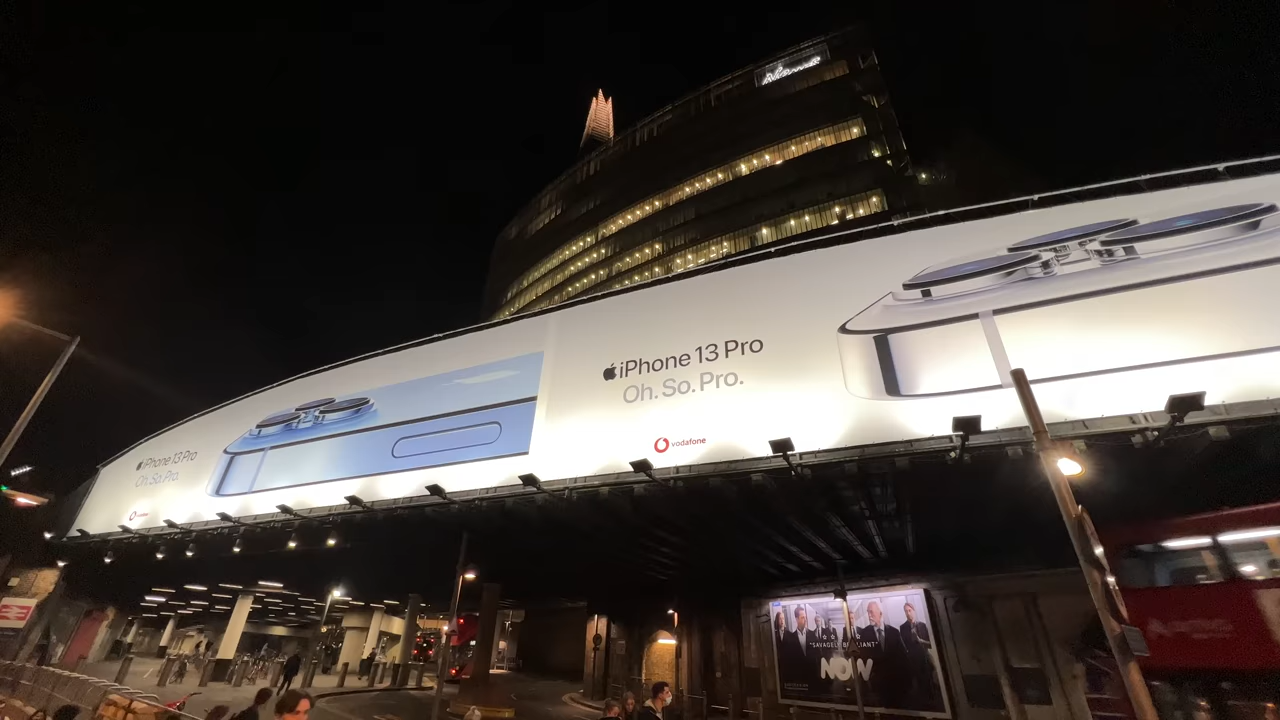 iPhone 13 Pro
Oh. So. Pro.
vodafone
iPhone 13 Pro
Oh. So. Pro.
"SAVAGELY BRILLIANT"
NOW